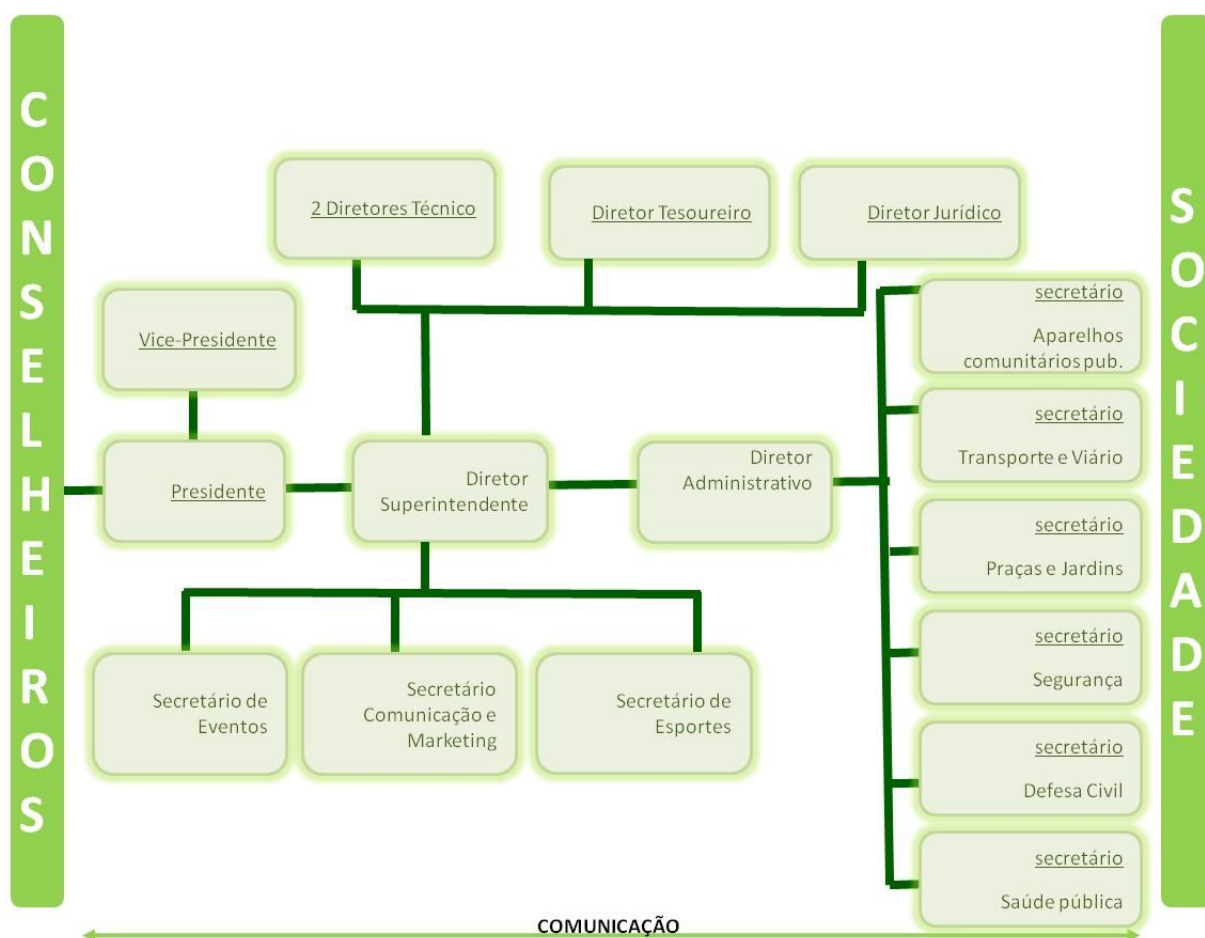 CONSELHEIROS
2 Diretores Técnico
Diretor Tesoureiro
Diretor Jurídico
Vice-Presidente
Presidente
Diretor
Superintendente
Diretor
Administrativo
Secretário de
Eventos
Secretário
Comunicação e
Marketing
Secretário de
Esportes
secretário
Aparelhos
comunitários pub.
secretário
Transporte e Viário
secretário
Praças e Jardins
secretário
Segurança
secretário
Defesa Civil
secretário
Saúde pública
SOCIEDADE
COMUNICAÇÃO